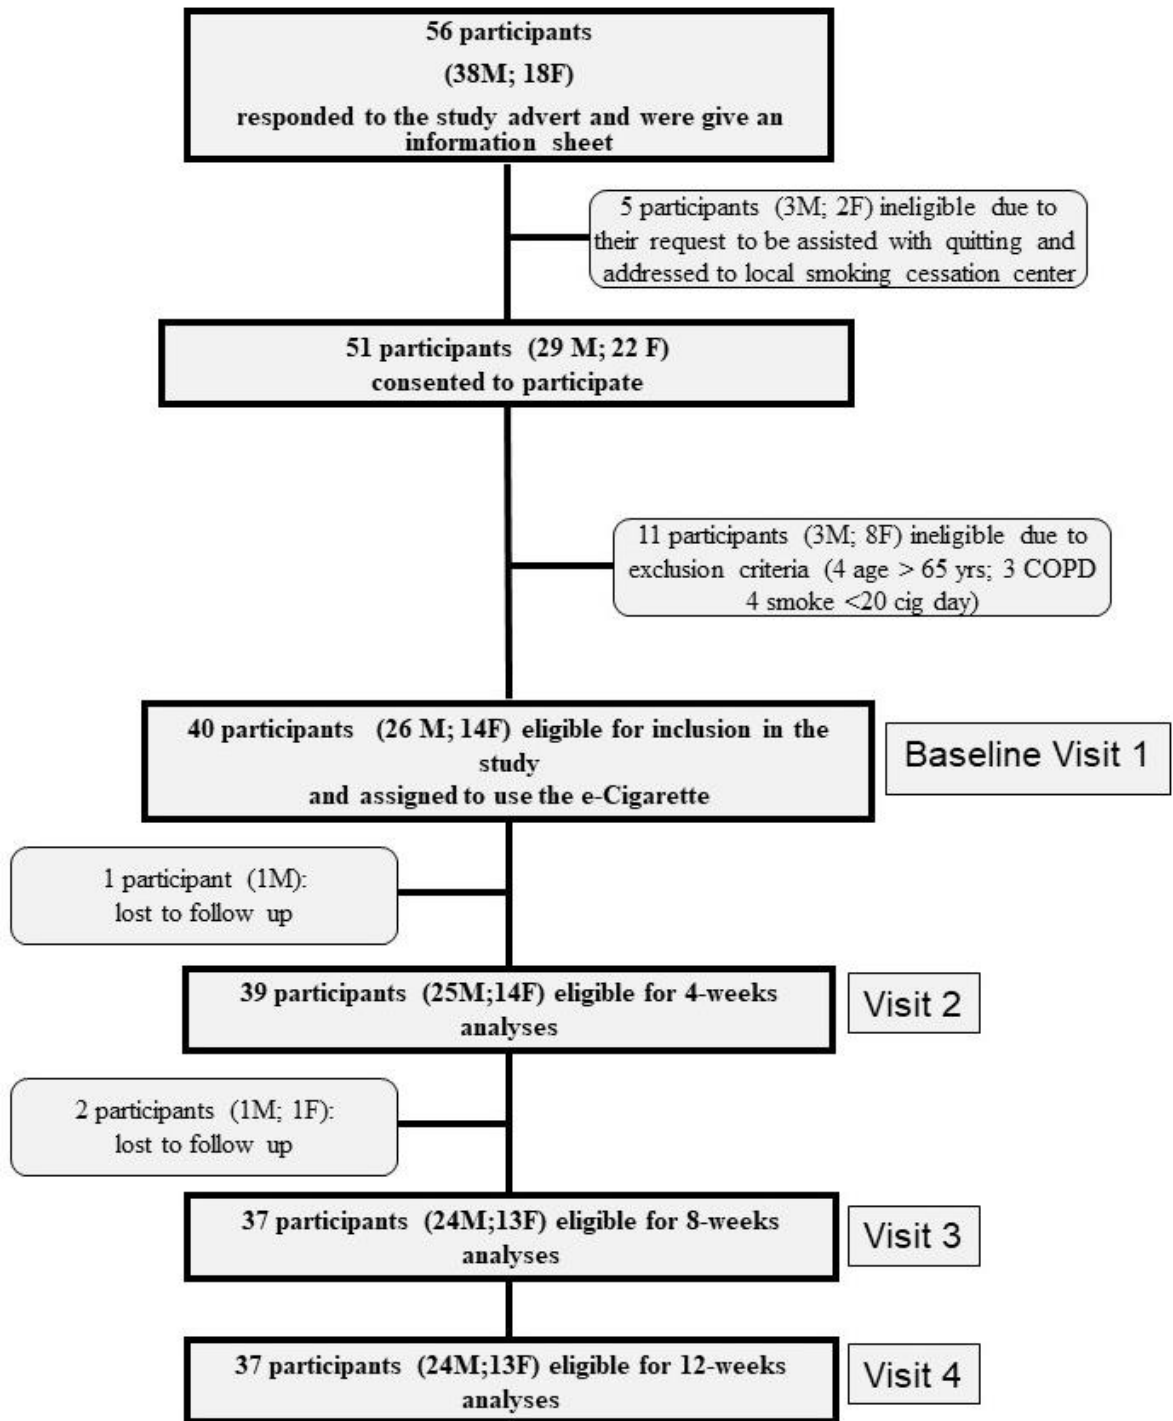 56 participants
(38M; 18F)
responded to the study advert and were give an
information sheet
5 participants (3M; 2F) ineligible due to
their request to be assisted with quitting and
addressed to local smoking cessation center
51 participants (29 M; 22 F)
consented to participate
11 participants (3M; 8F) ineligible due to
exclusion criteria (4 age > 65 yrs; 3 COPD
4 smoke <20 cig day)
40 participants (26 M; 14F) eligible for inclusion in the
study
and assigned to use the e-Cigarette
Baseline Visit 1
1 participant (1M):
lost to follow up
39 participants (25M;14F) eligible for 4-weeks
analyses
Visit 2
2 participants (1M; 1F):
lost to follow up
37 participants (24M;13F) eligible for 8-weeks
analyses
Visit 3
37 participants (24M;13F) eligible for 12-weeks
analyses
Visit 4